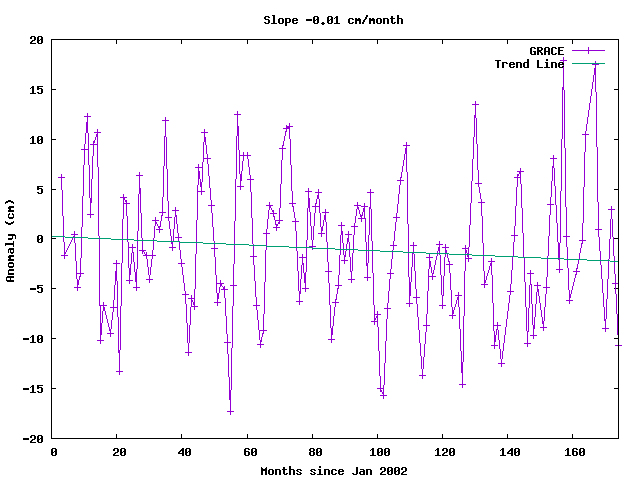 Slope -0.01 cm/month
GRACE
Trend Line
20
15
10
5
0
-5
-10
-15
-20
Anomaly (cm)
0 20 40 60 80 100 120 140 160
Months since Jan 2002